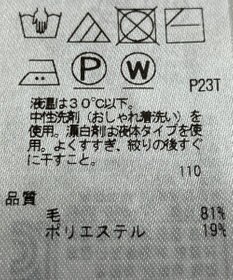 P W P23T
液温は30℃以下。
中性洗剤（おしゃれ着洗い）を
使用。漂白剤は液体タイプを使
用。よくすすぎ、絞りの後すぐ
に干すこと。
110
品質
毛 81%
ポリエステル 19%